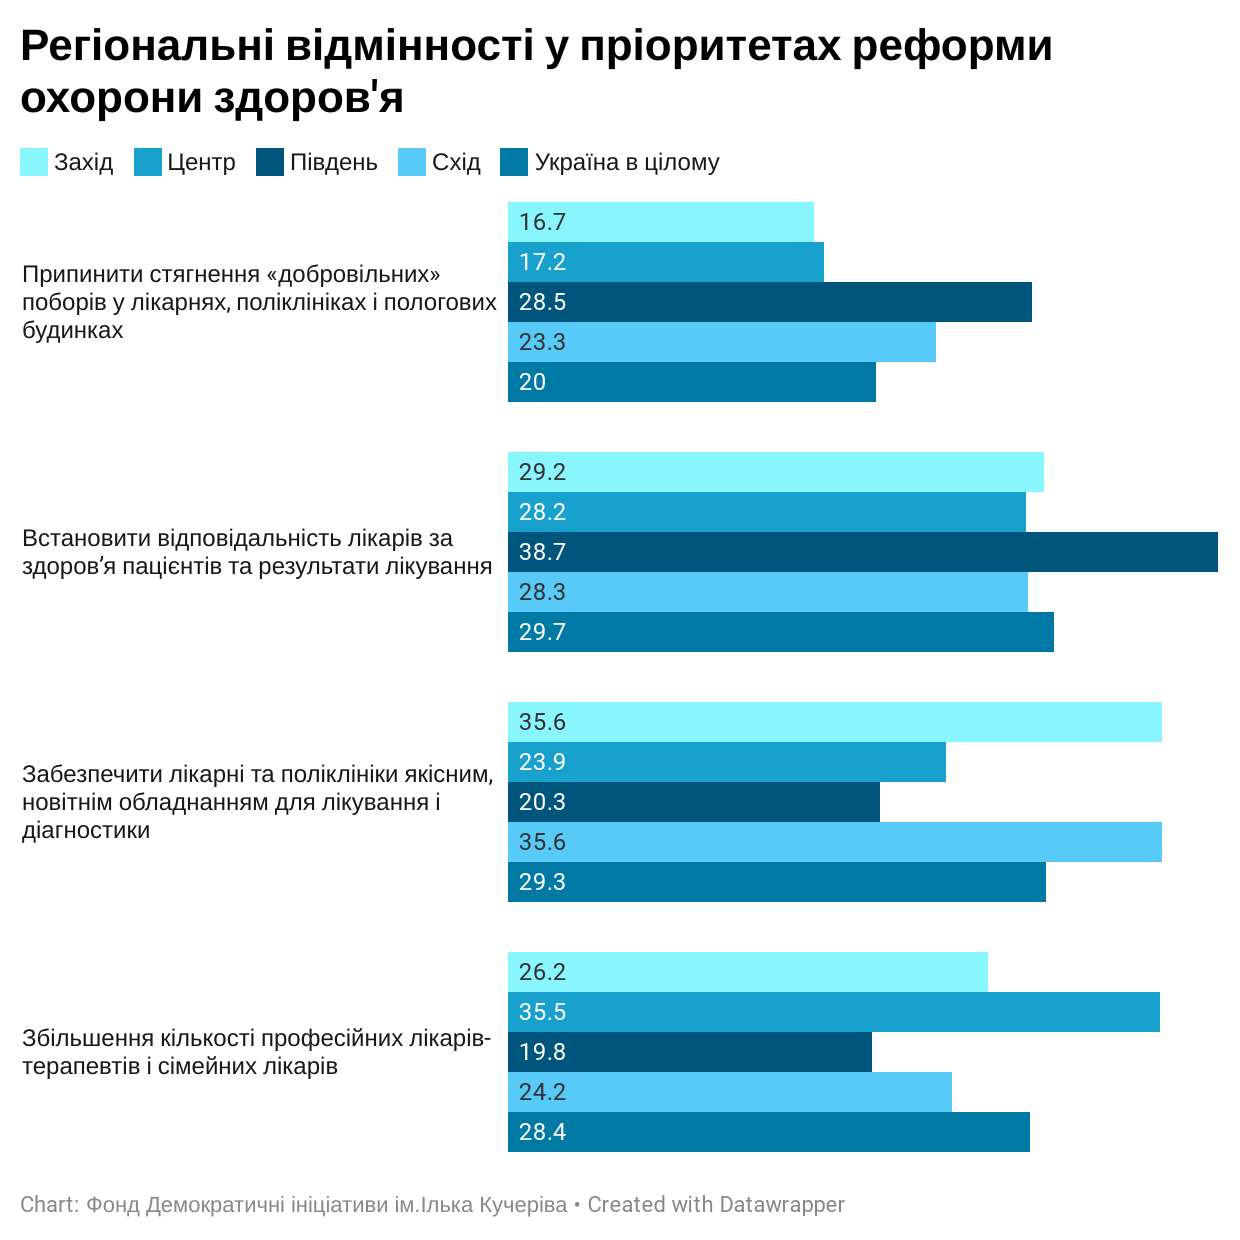 Регіональні відмінності у пріоритетах реформи
охорони здоров'я
Захід Центр Південь Схід Україна в цілому
Припинити стягнення «добровільних»
поборів у лікарнях, поліклініках і пологових
будинках
16.7
17.2
28.5
23.3
20
Встановити відповідальність лікарів за
здоров’я пацієнтів та результати лікування
29.2
28.2
38.7
28.3
29.7
Забезпечити лікарні та поліклініки якісним,
новітнім обладнанням для лікування і
діагностики
35.6
23.9
20.3
35.6
29.3
Збільшення кількості професійних лікарів-
терапевтів і сімейних лікарів
26.2
35.5
19.8
24.2
28.4
Chart: Фонд Демократичні ініціативи ім.Ілька Кучеріва • Created with Datawrapper